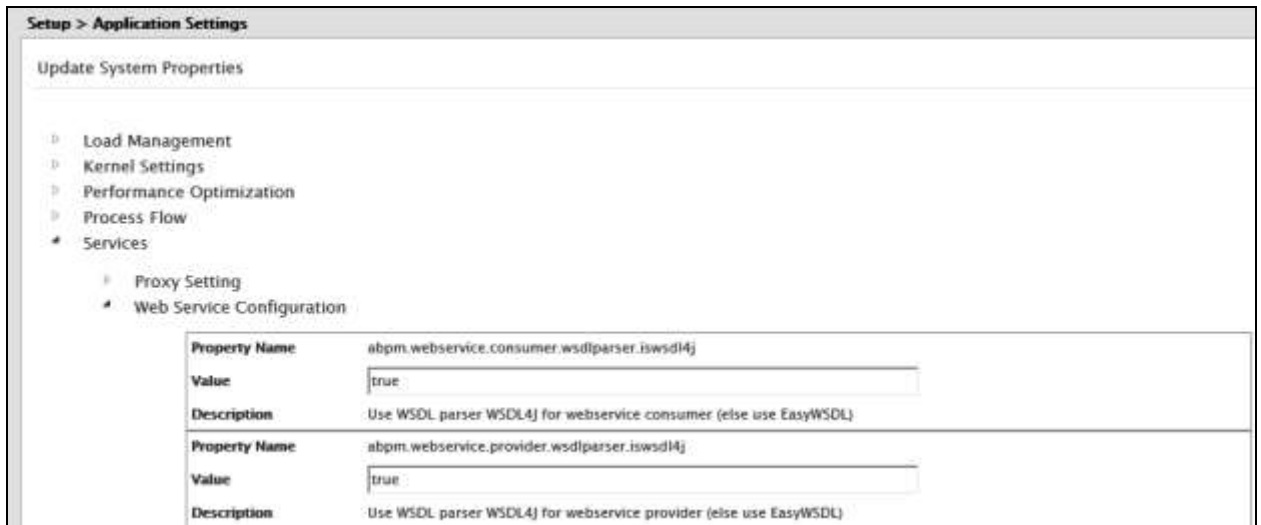 Setup > Application Settings
Update System Properties
Load Management
Kernel Settings
Performance Optimization
Process Flow
Services
Proxy Setting
Web Service Configuration
Property Name abpm.webservice.consumer.wsdlparser.iswsdl4j
Value true
Description Use WSDL parser WSDL4J for webservice consumer (else use EasyWSDL)
Property Name abpm.webservice.provider.wsdlparser.iswsdl4j
Value true
Description Use WSDL parser WSDL4J for webservice provider (else use EasyWSDL)